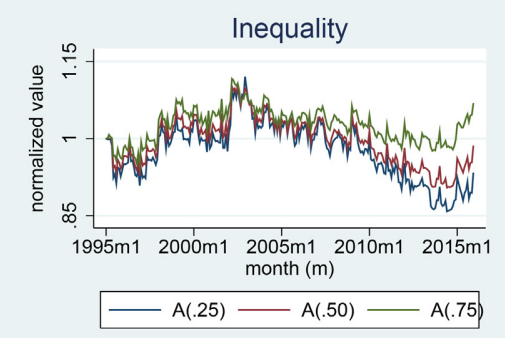 Inequality
normalized value
1.15
1
.85
1995m1 2000m1 2005m1 2010m1 2015m1
month (m)
A(.25) A(.50) A(.75)